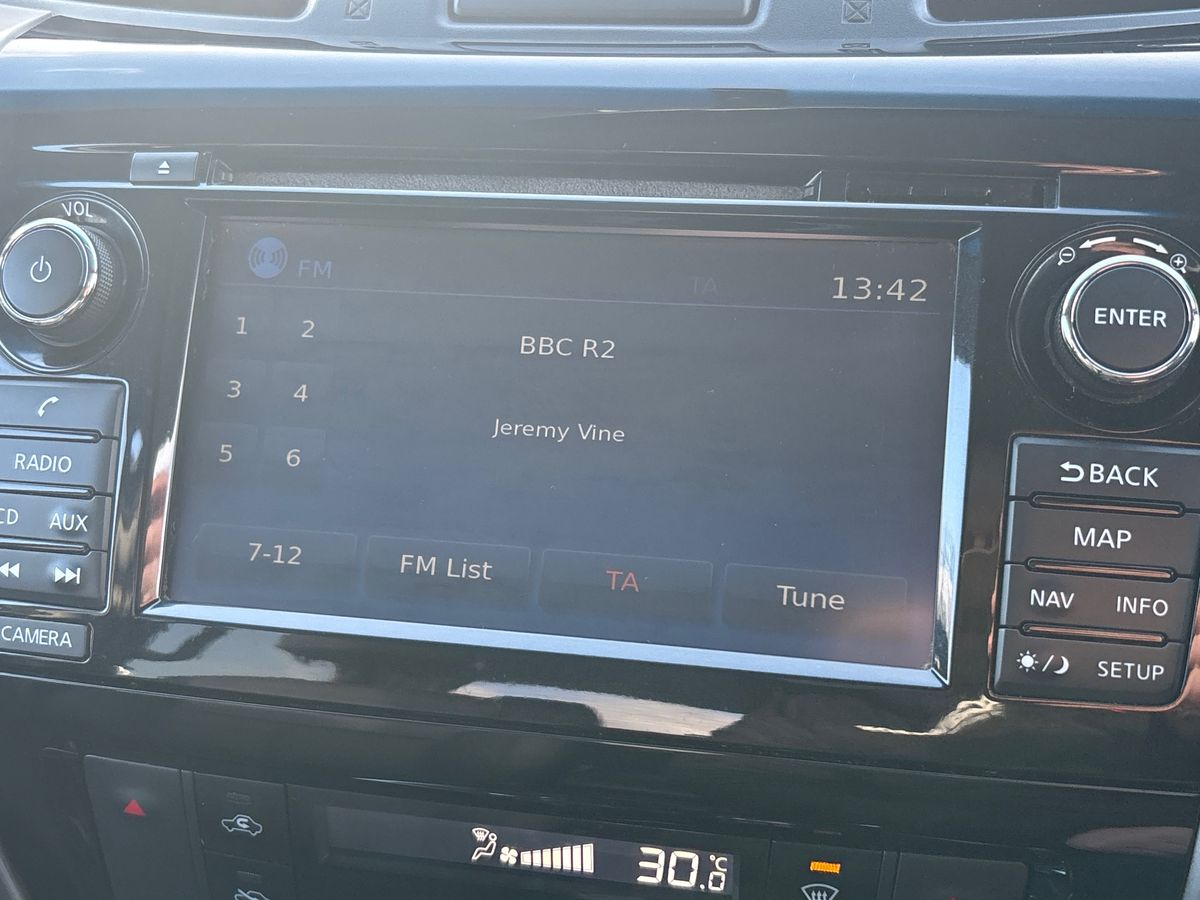 VOL
FM
TA
13:42
1 2
BBC R2
ENTER
3 4
Jeremy Vine
RADIO
5 6
BACK
CD AUX
7-12 FM List TA Tune
MAP
NAV INFO
CAMERA
SETUP
30.0 °C